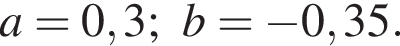 a = 0,3; b = −0,35.